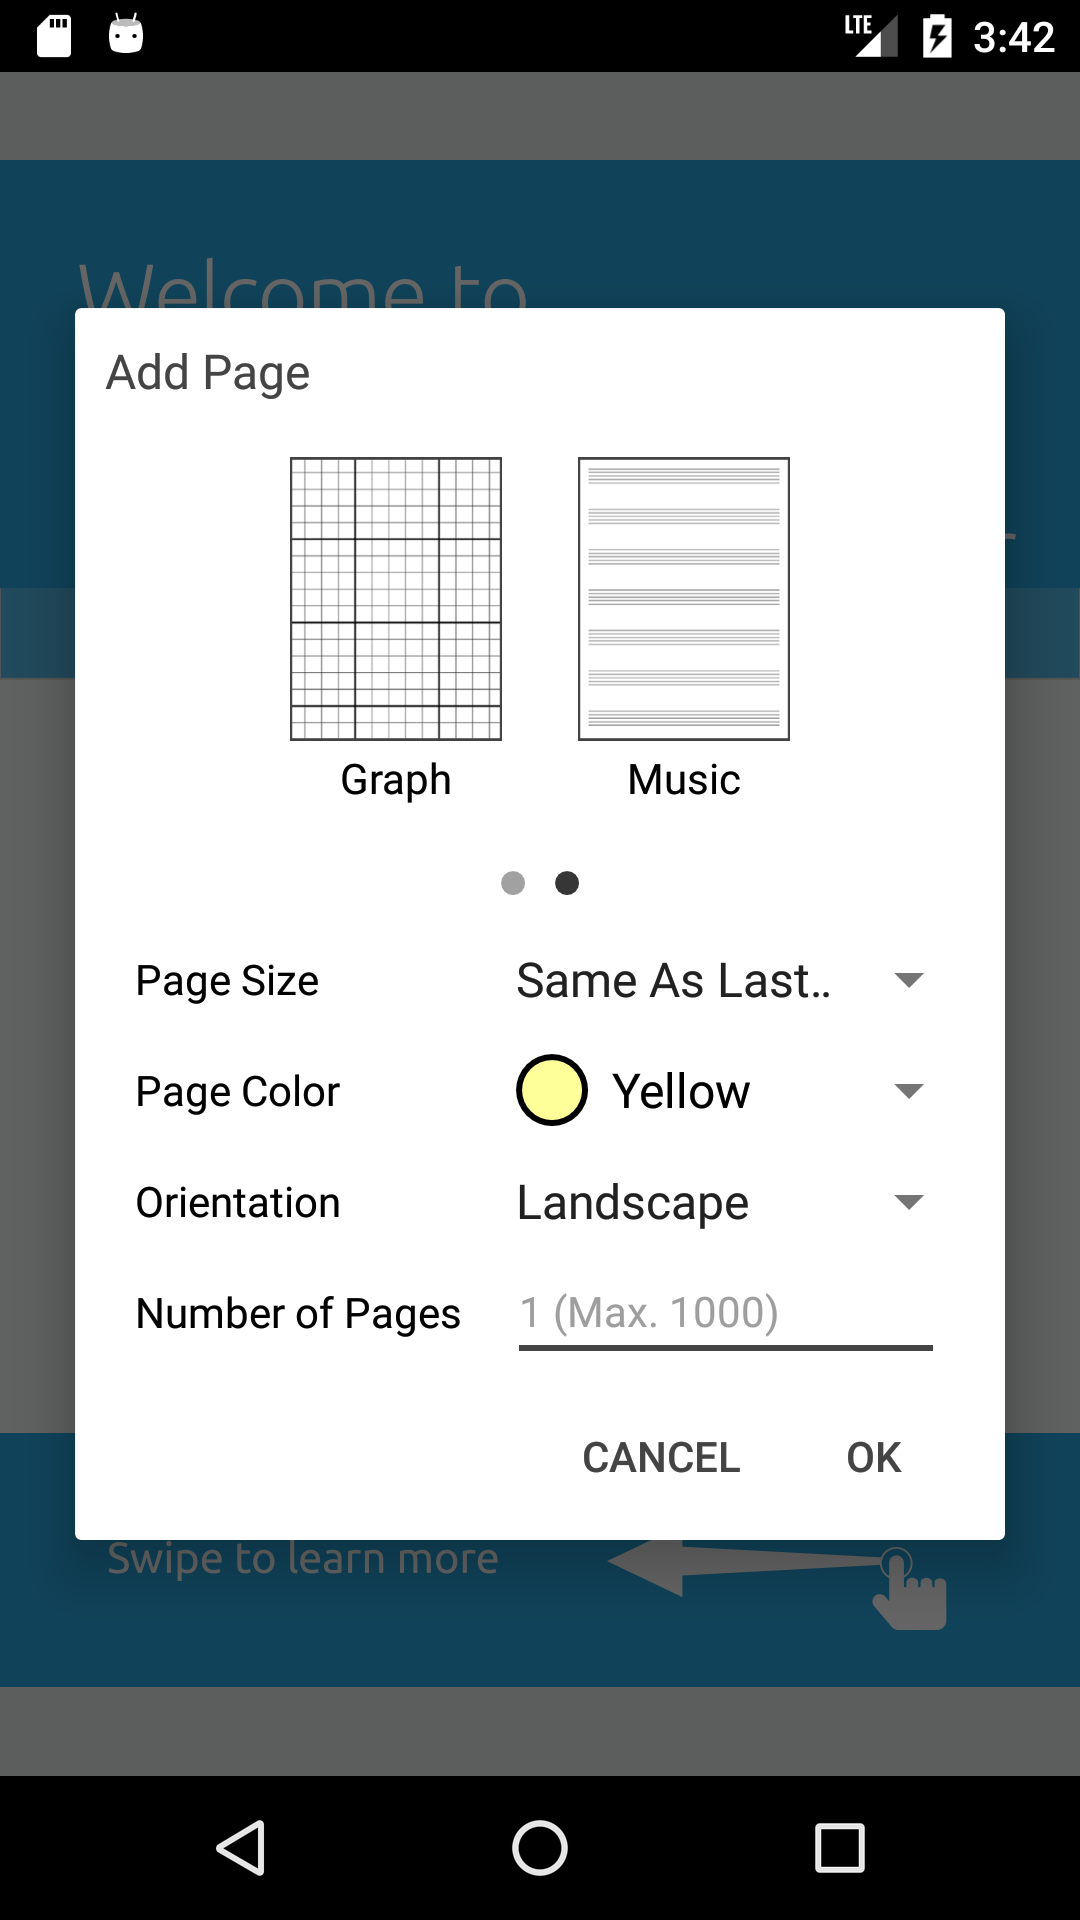 LTE 3:42
Welcome to
Add Page
Graph Music
Page Size Same As Last..
Page Color Yellow
Orientation Landscape
Number of Pages 1 (Max. 1000)
CANCEL OK
Swipe to learn more